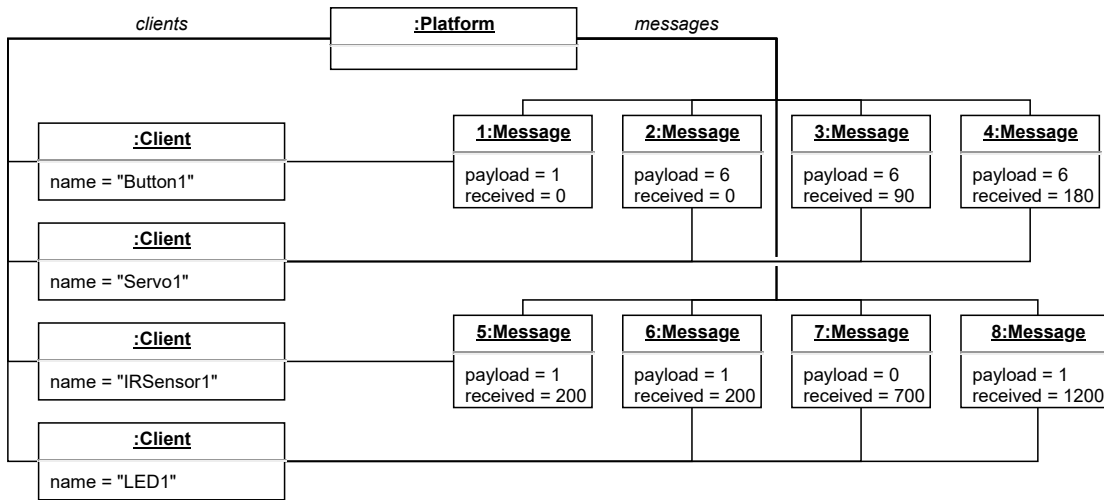 clients
:Platform
messages
:Client
name = "Button1"
1:Message
payload = 1
received = 0
2:Message
payload = 6
received = 0
3:Message
payload = 6
received = 90
4:Message
payload = 6
received = 180
:Client
name = "Servo1"
:Client
name = "IRSensor1"
5:Message
payload = 1
received = 200
6:Message
payload = 1
received = 200
7:Message
payload = 0
received = 700
8:Message
payload = 1
received = 1200
:Client
name = "LED1"